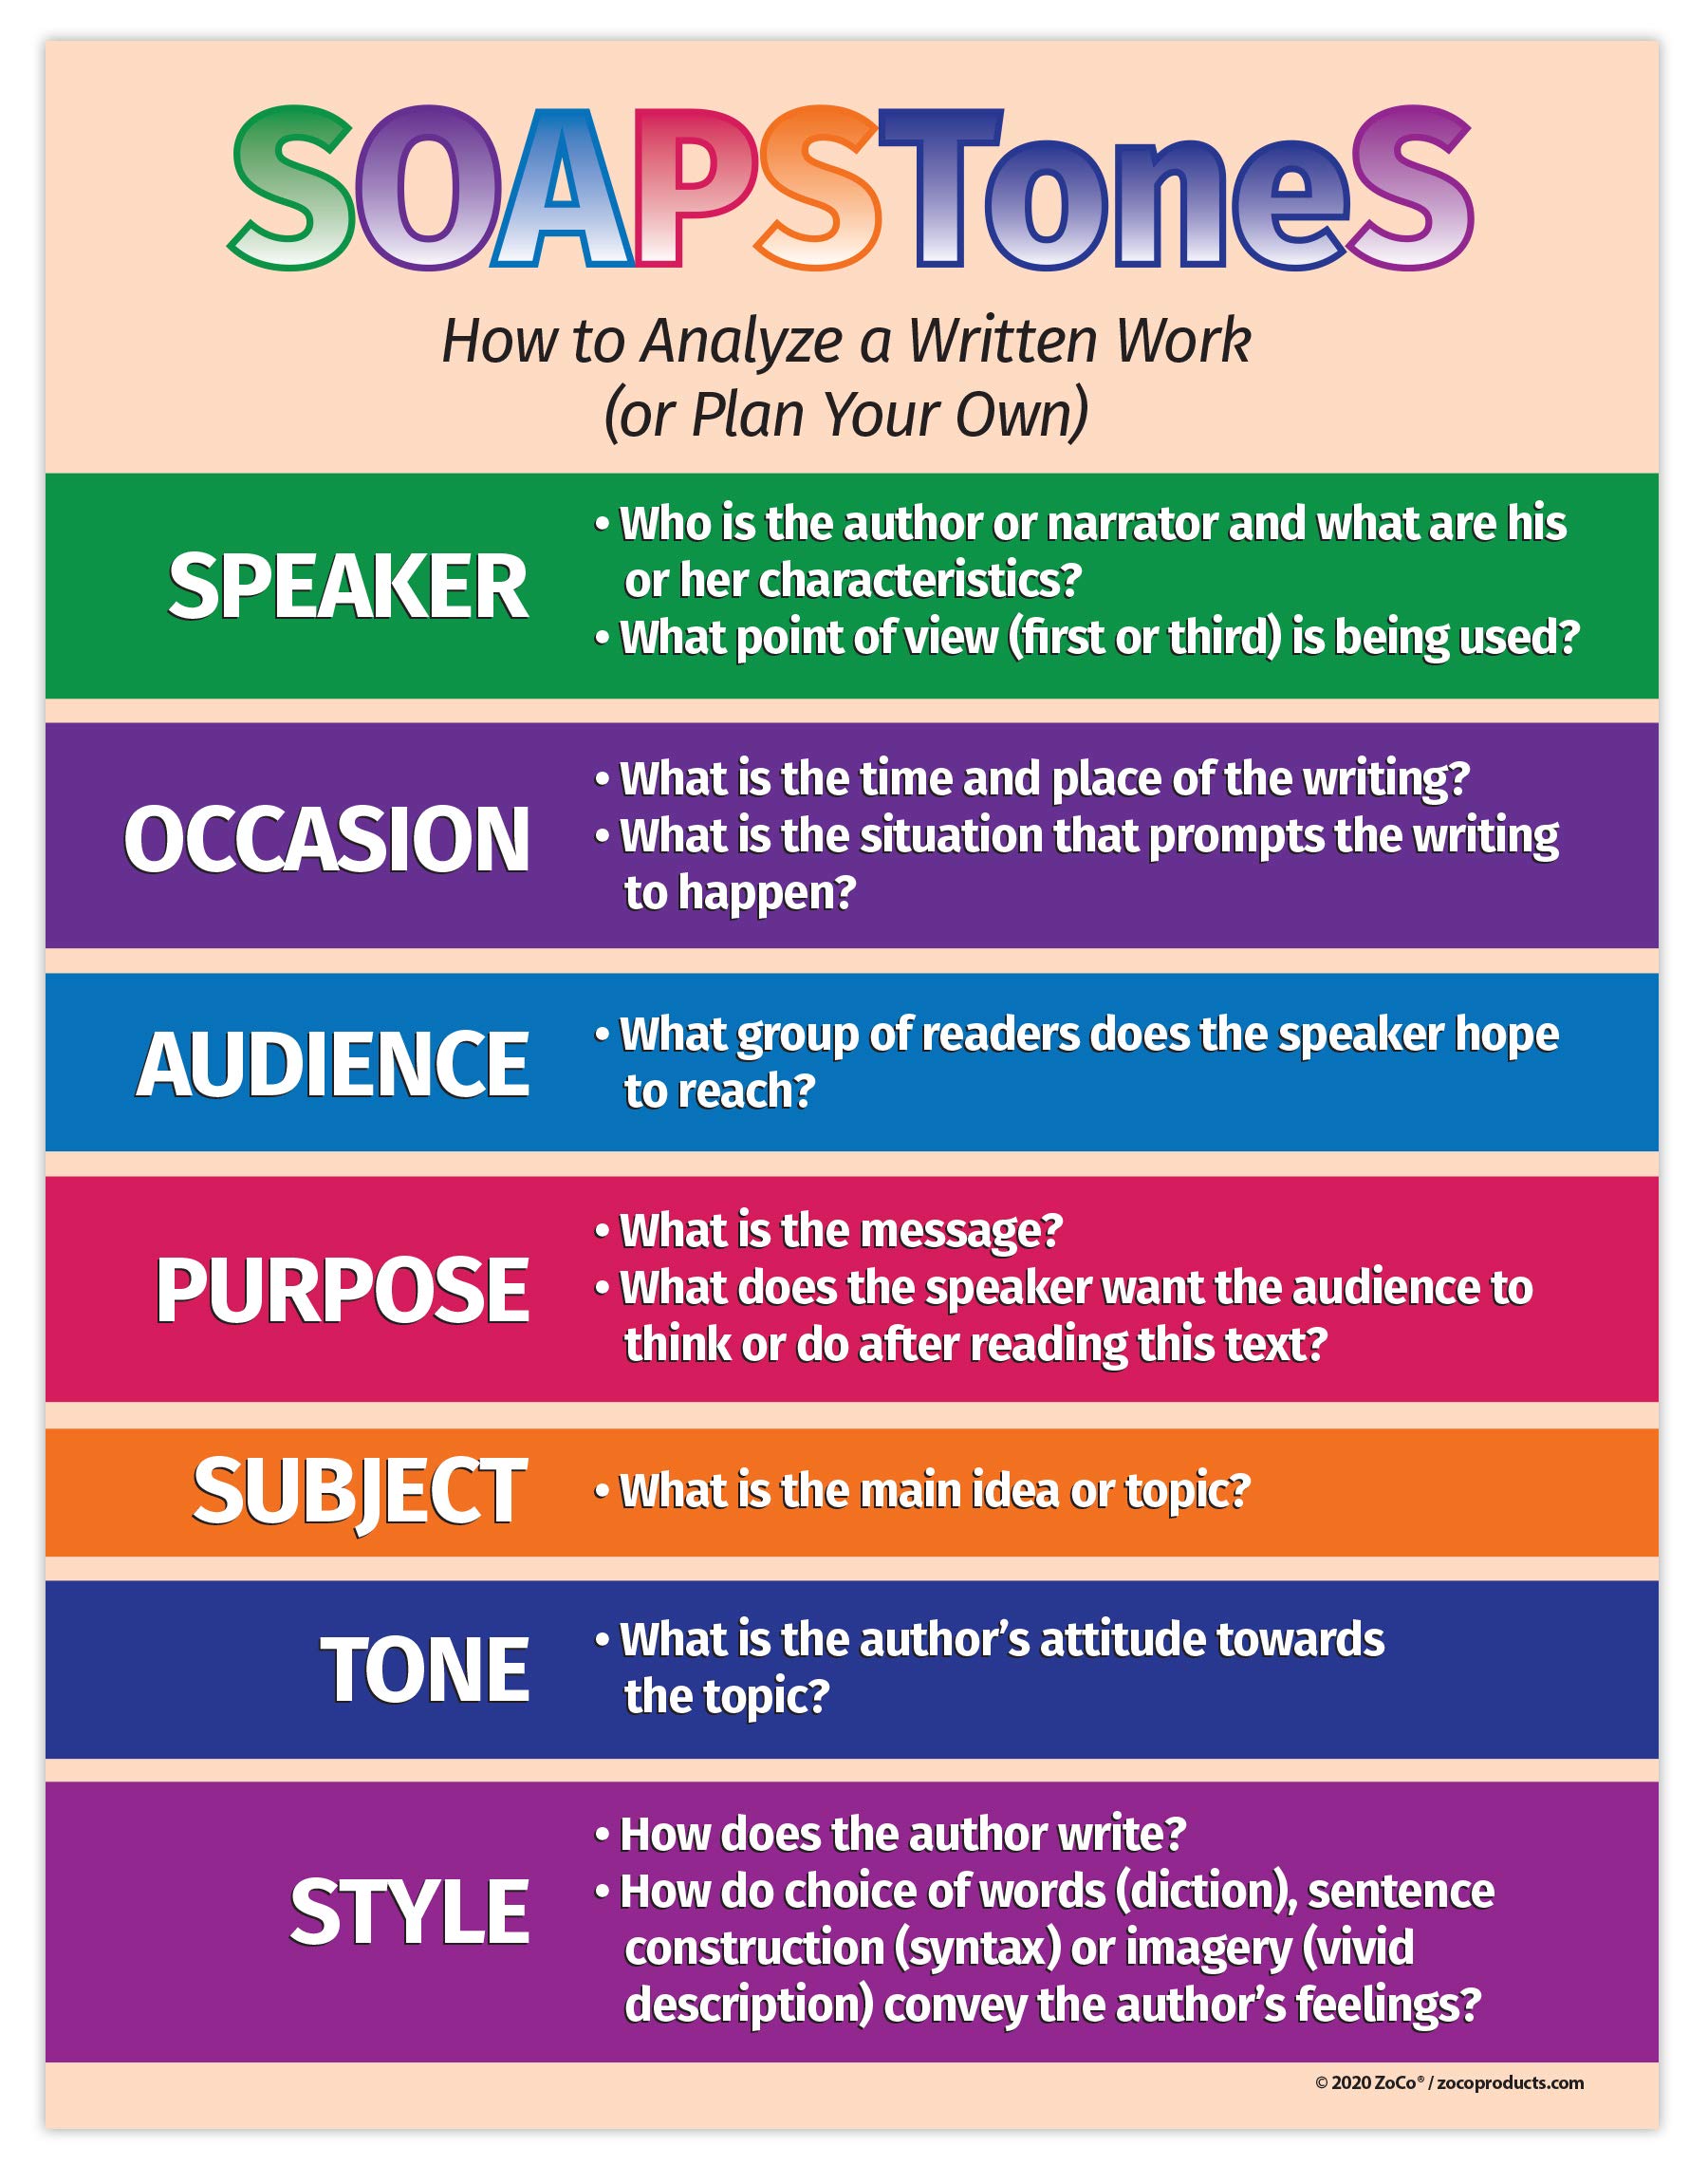 SOAPSToneS
How to Analyze a Written Work
(or Plan Your Own)
SPEAKER
• Who is the author or narrator and what are his
or her characteristics?
• What point of view (first or third) is being used?
OCCASION
• What is the time and place of the writing?
• What is the situation that prompts the writing
to happen?
AUDIENCE
• What group of readers does the speaker hope
to reach?
PURPOSE
• What is the message?
• What does the speaker want the audience to
think or do after reading this text?
SUBJECT
• What is the main idea or topic?
TONE
• What is the author’s attitude towards
the topic?
STYLE
• How does the author write?
• How do choice of words (diction), sentence
construction (syntax) or imagery (vivid
description) convey the author’s feelings?
© 2020 ZoCo® / zocoproducts.com